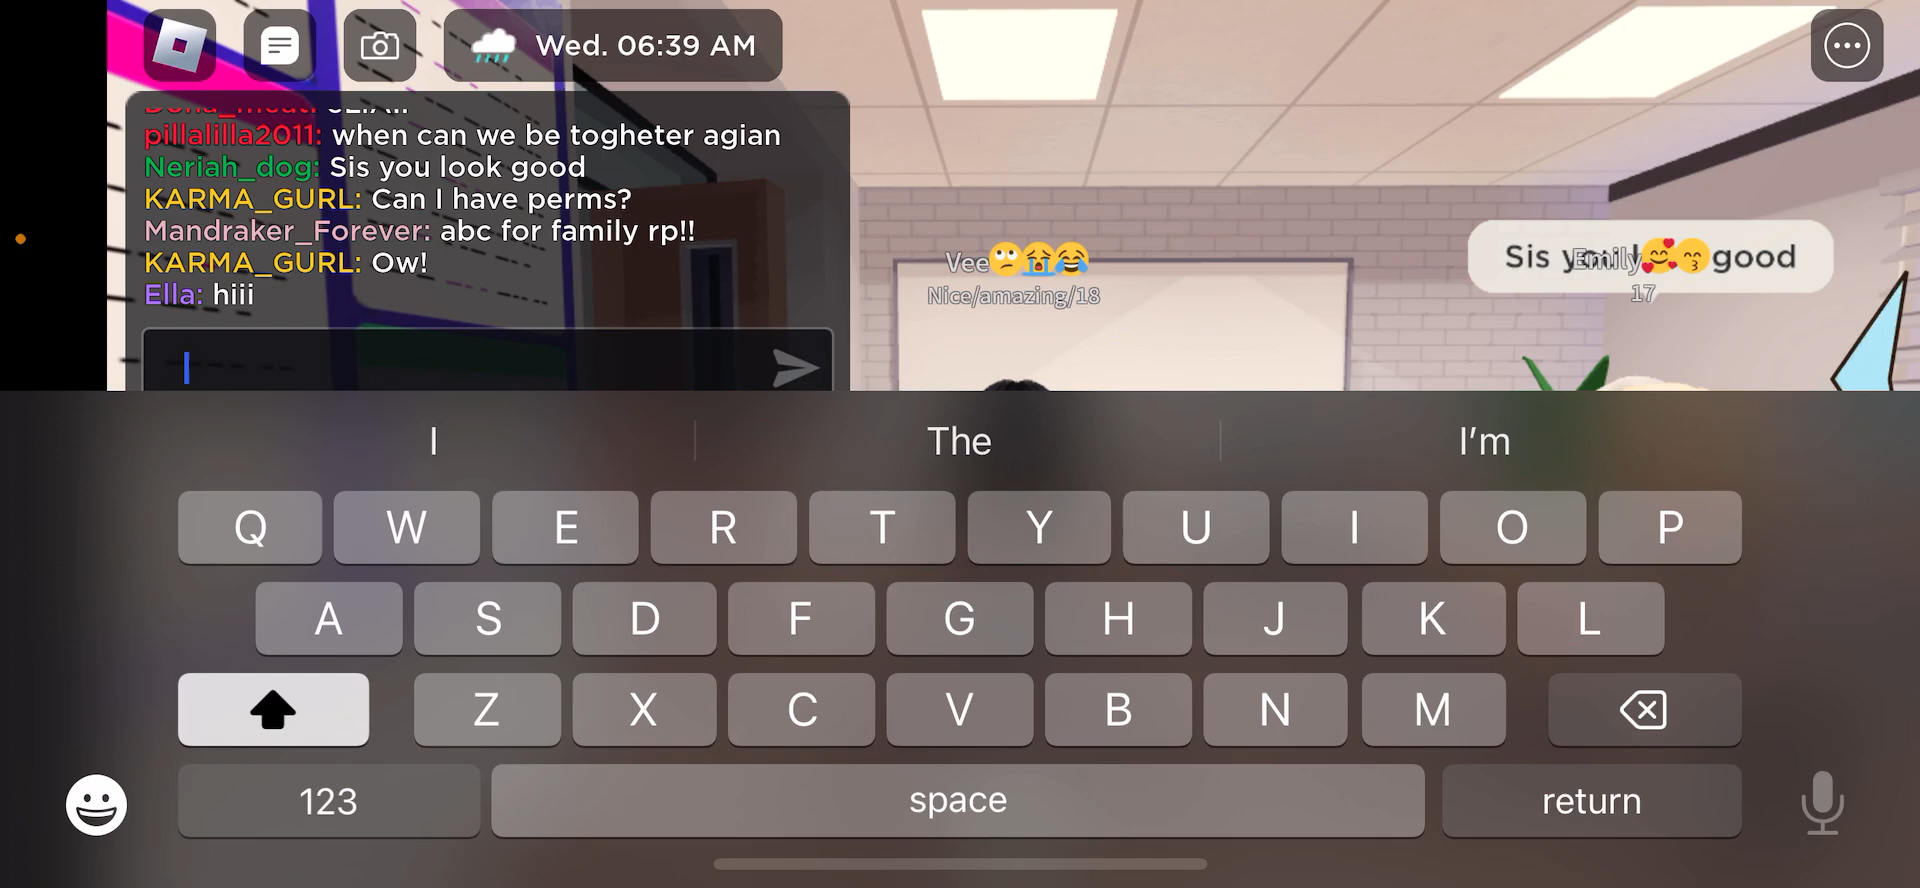 Wed. 06:39 AM
pillalilla2011: when can we be togheter agian
Neriah_dog: Sis you look good
KARMA_GURL: Can I have perms?
Mandraker_Forever: abc for family rp!!
KARMA_GURL: Ow!
Ella: hiii
Vee🙄😭😂
Nice/amazing/18
Sis good
Emily🥰😙
17
I The I'm
Q W E R T Y U I O P
A S D F G H J K L
Z X C V B N M
123 space return